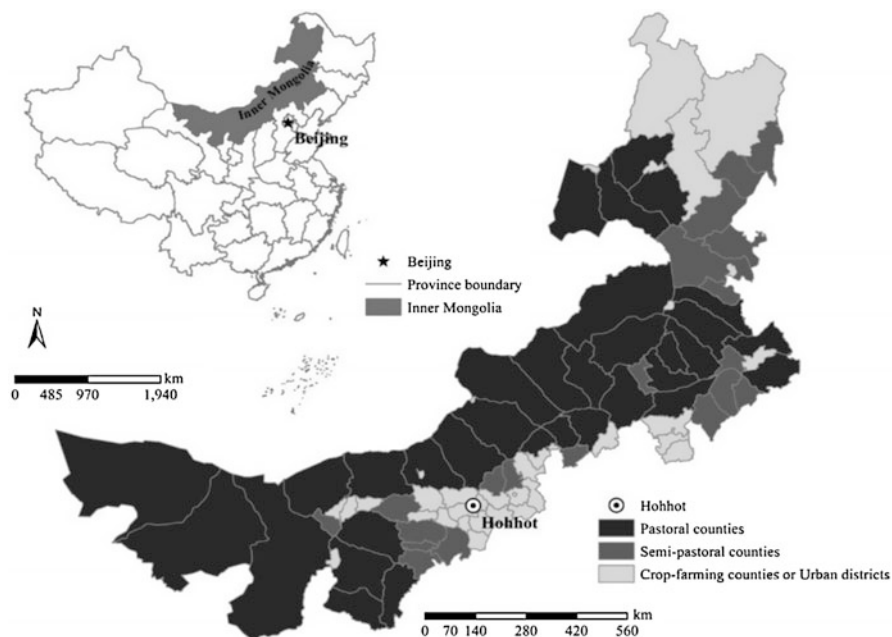 Inner Mongolia
Beijing
Beijing
Province boundary
Inner Mongolia
N
km
0 485 970 1,940
Hohhot
Hohhot
Pastoral counties
Semi-pastoral counties
Crop-farming counties or Urban districts
km
0 70 140 280 420 560